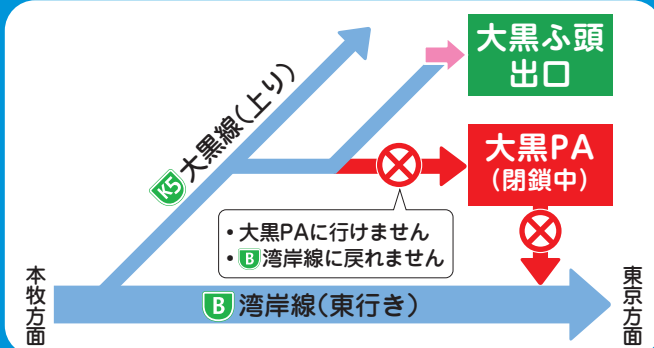 大黒ふ頭
出口
K5 大黒線(上り)
大黒PA
(閉鎖中)
・大黒PAに行けません
・B湾岸線に戻れません
本牧方面
B 湾岸線(東行き)
東京方面